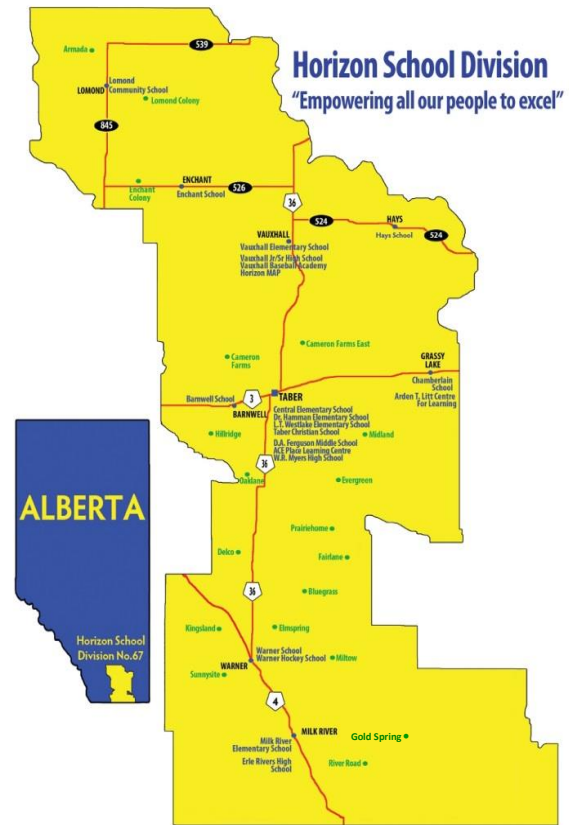 Horizon School Division
“Empowering all our people to excel”
Armada
539
LOMOND
Lomond
Community School
Lomond Colony
845
Enchant
Colony
ENCHANT
Enchant School
526
36
524
HAYS
Hays School
524
VAUXHALL
Vauxhall Elementary School
Vauxhall Jr/Sr High School
Vauxhall Baseball Academy
Horizon MAP
Cameron Farms East
Cameron
Farms
GRASSY
LAKE
Chamberlain
School
Arden T. Litt Centre
For Learning
Barnwell School
3
TABER
BARNWELL
Central Elementary School
Dr. Hamman Elementary School
L.T. Westlake Elementary School
Taber Christian School
D.A. Ferguson Middle School
ACE Place Learning Centre
W.R. Myers High School
Hillridge
Midland
36
Oaklane
Evergreen
Prairiehome
Delco
Fairlane
36
Bluegrass
Kingsland
Elmspring
Warner School
Warner Hockey School
WARNER
Miltow
Sunnysite
4
MILK RIVER
Milk River
Elementary School
Erle Rivers High
School
Gold Spring
River Road
ALBERTA
Horizon School
Division No.67